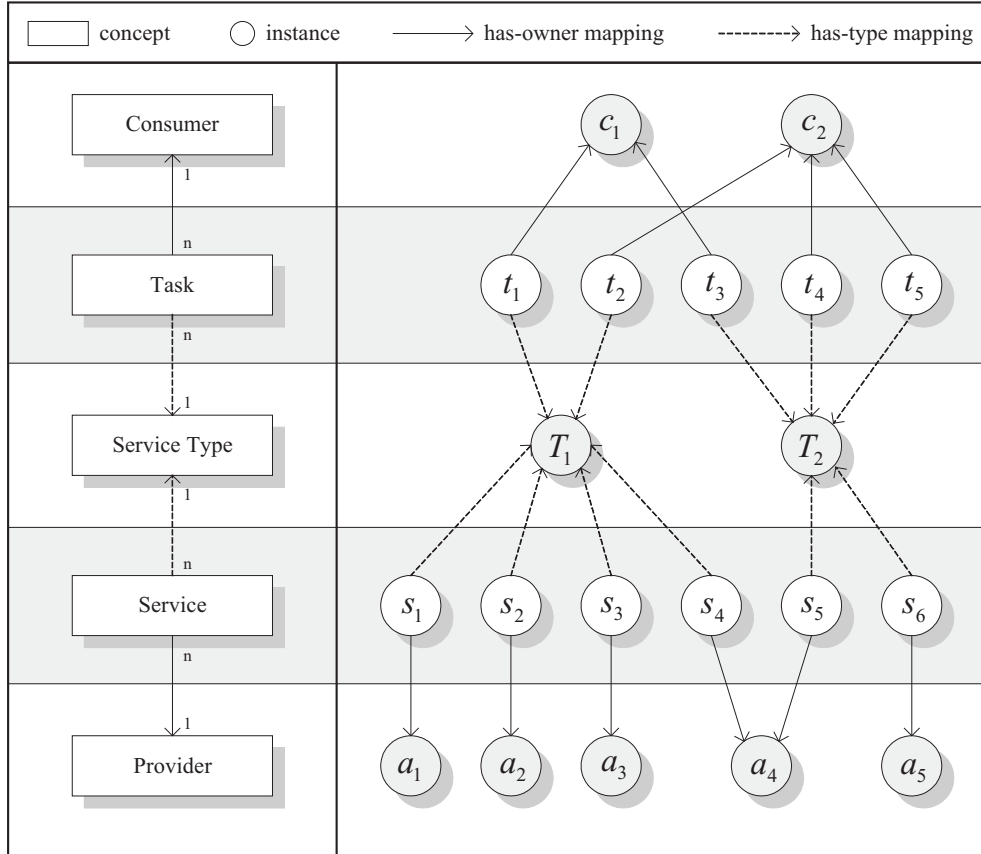 concept instance has-owner mapping has-type mapping
Consumer c₁ c₂
1
n
Task t₁ t₂ t₃ t₄ t₅
n
1
Service Type T₁ T₂
1
n
Service s₁ s₂ s₃ s₄ s₅ s₆
n
1
Provider a₁ a₂ a₃ a₄ a₅